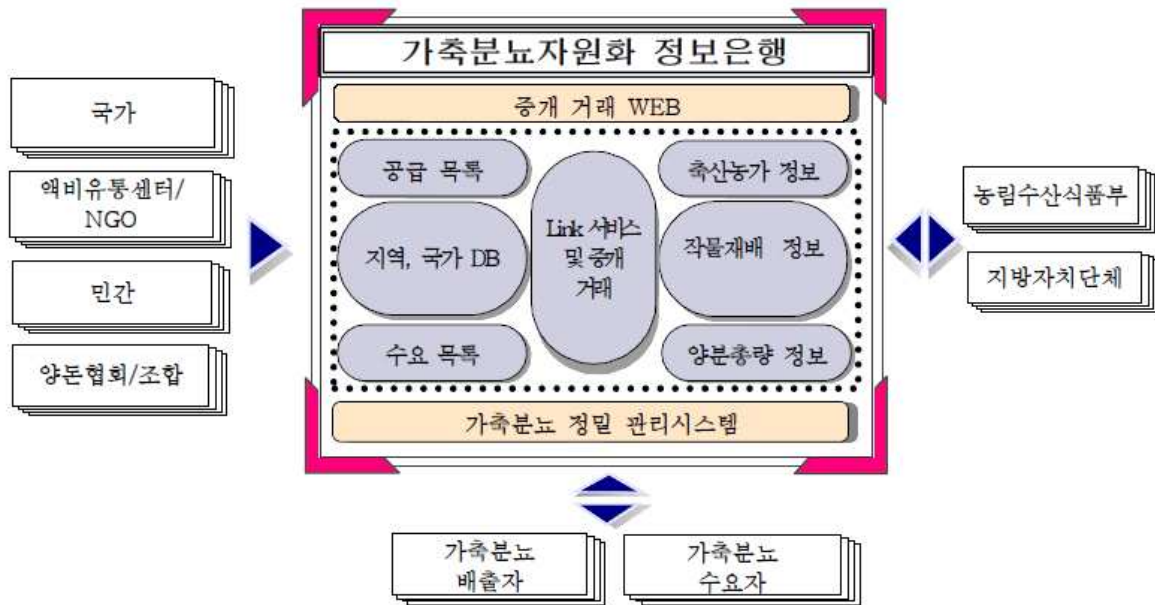 가축분뇨자원화 정보은행
국가
액비유통센터/
NGO
민간
양돈협회/조합
중개 거래 WEB
공급 목록
지역, 국가 DB
수요 목록
Link 서비스
및 중개
거래
축산농가 정보
작물재배 정보
양분총량 정보
가축분뇨 정밀 관리시스템
농림수산식품부
지방자치단체
가축분뇨
배출자
가축분뇨
수요자